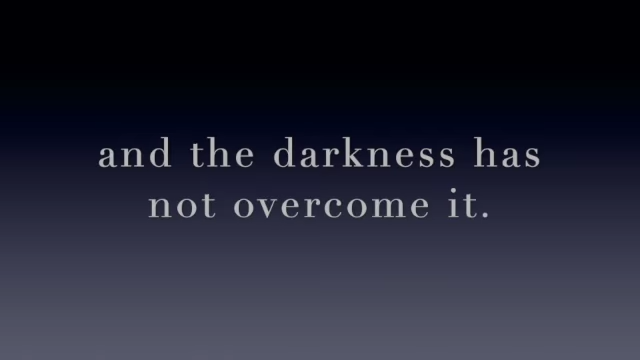 and the darkness has
not overcome it.